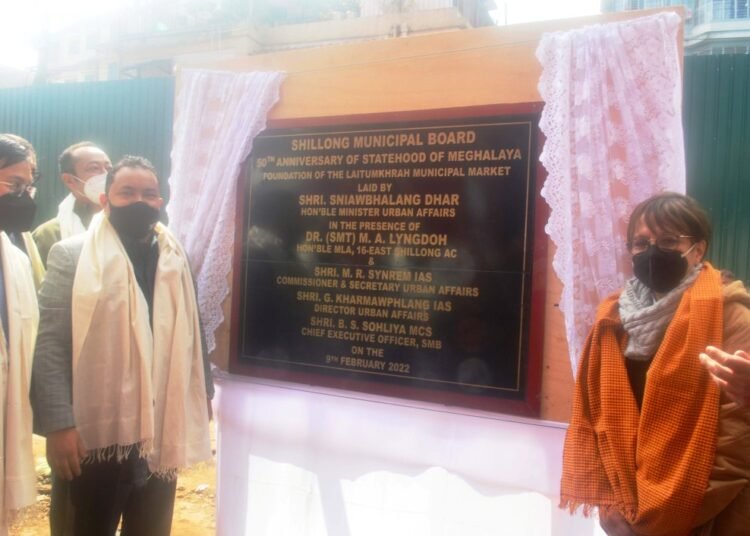 SHILLONG MUNICIPAL BOARD
50TH ANNIVERSARY OF STATEHOOD OF MEGHALAYA
FOUNDATION OF THE LAITUMKHRAH MUNICIPAL MARKET
LAID BY
SHRI. SNIAWBHALANG DHAR
HON'BLE MINISTER URBAN AFFAIRS
IN THE PRESENCE OF
DR. (SMT) M. A. LYNGDOH
HON'BLE MLA, 16-EAST SHILLONG AC
&
SHRI. M. R. SYNREM IAS
COMMISSIONER & SECRETARY URBAN AFFAIRS
SHRI. G. KHARMAWPHLANG IAS
DIRECTOR URBAN AFFAIRS
SHRI. B. S. SOHLIYA MCS
CHIEF EXECUTIVE OFFICER, SMB
ON THE
9TH FEBRUARY 2022